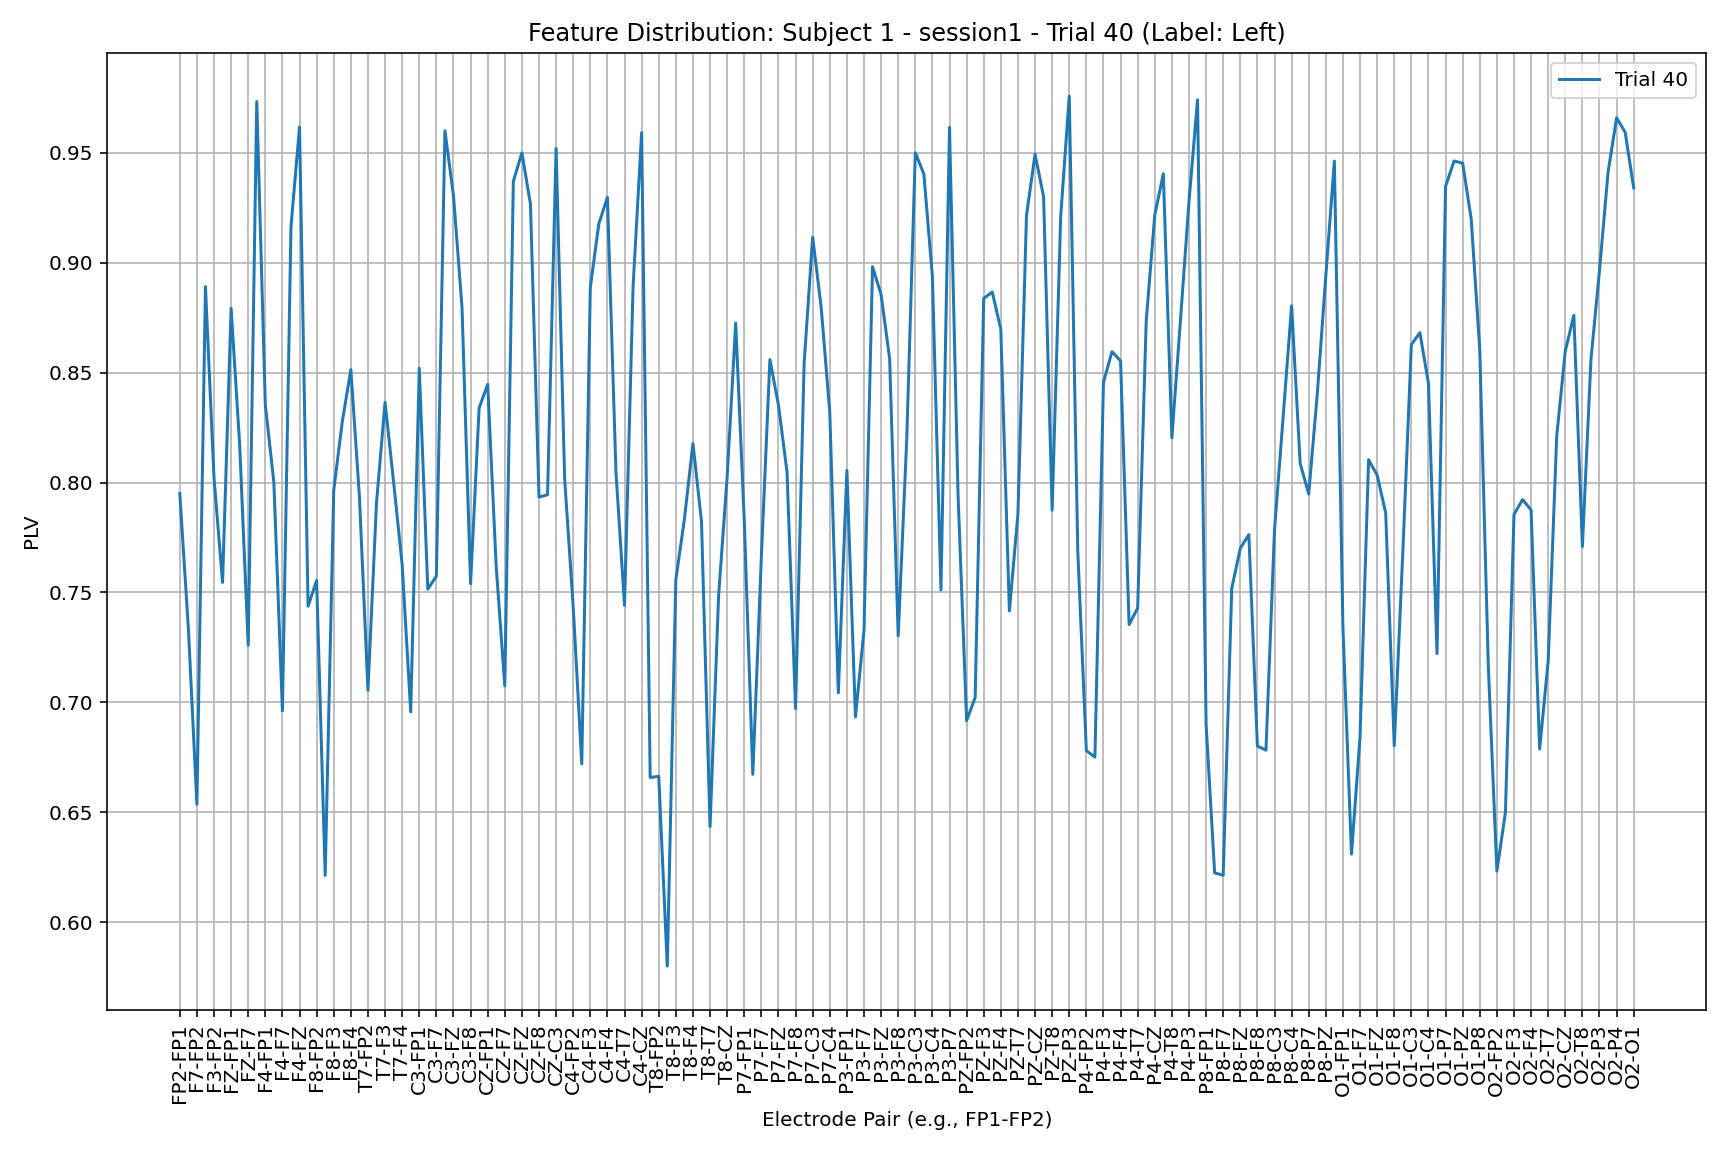 Feature Distribution: Subject 1 - session1 - Trial 40 (Label: Left)
Trial 40
PLV
0.95
0.90
0.85
0.80
0.75
0.70
0.65
0.60
FP2-FP1
F7-FP2
F3-FP2
FZ-FP1
FZ-F7
F4-FP1
F4-F7
F4-FZ
F8-FP2
F8-F3
F8-F4
T7-FP2
T7-F3
T7-F4
C3-FP1
C3-F7
C3-FZ
C3-F8
CZ-FP1
CZ-F7
CZ-FZ
CZ-F8
CZ-C3
C4-FP2
C4-F3
C4-F4
C4-T7
C4-CZ
T8-FP2
T8-F3
T8-F4
T8-T7
T8-CZ
P7-FP1
P7-F7
P7-FZ
P7-F8
P7-C3
P7-C4
P3-FP1
P3-F7
P3-FZ
P3-F8
P3-C3
P3-C4
P3-P7
PZ-FP2
PZ-F3
PZ-F4
PZ-T7
PZ-CZ
PZ-T8
PZ-P3
P4-FP2
P4-F3
P4-F4
P4-T7
P4-CZ
P4-T8
P4-P3
P8-FP1
P8-F7
P8-FZ
P8-F8
P8-C3
P8-C4
P8-P7
P8-PZ
O1-FP1
O1-F7
O1-FZ
O1-F8
O1-C3
O1-C4
O1-P7
O1-PZ
O1-P8
O2-FP2
O2-F3
O2-F4
O2-T7
O2-CZ
O2-T8
O2-P3
O2-P4
O2-O1
Electrode Pair (e.g., FP1-FP2)